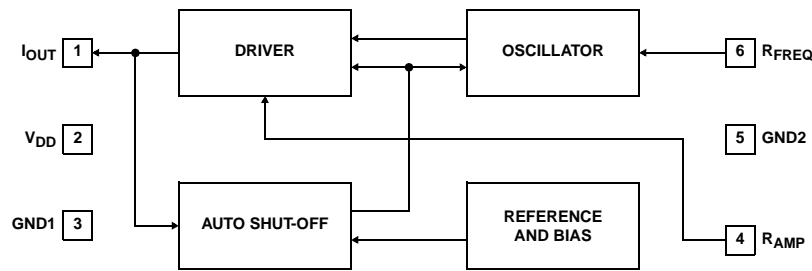 I_OUT 1 DRIVER OSCILLATOR 6 R_FREQ
V_DD 2 5 GND2
GND1 3 AUTO SHUT-OFF REFERENCE
AND BIAS 4 R_AMP